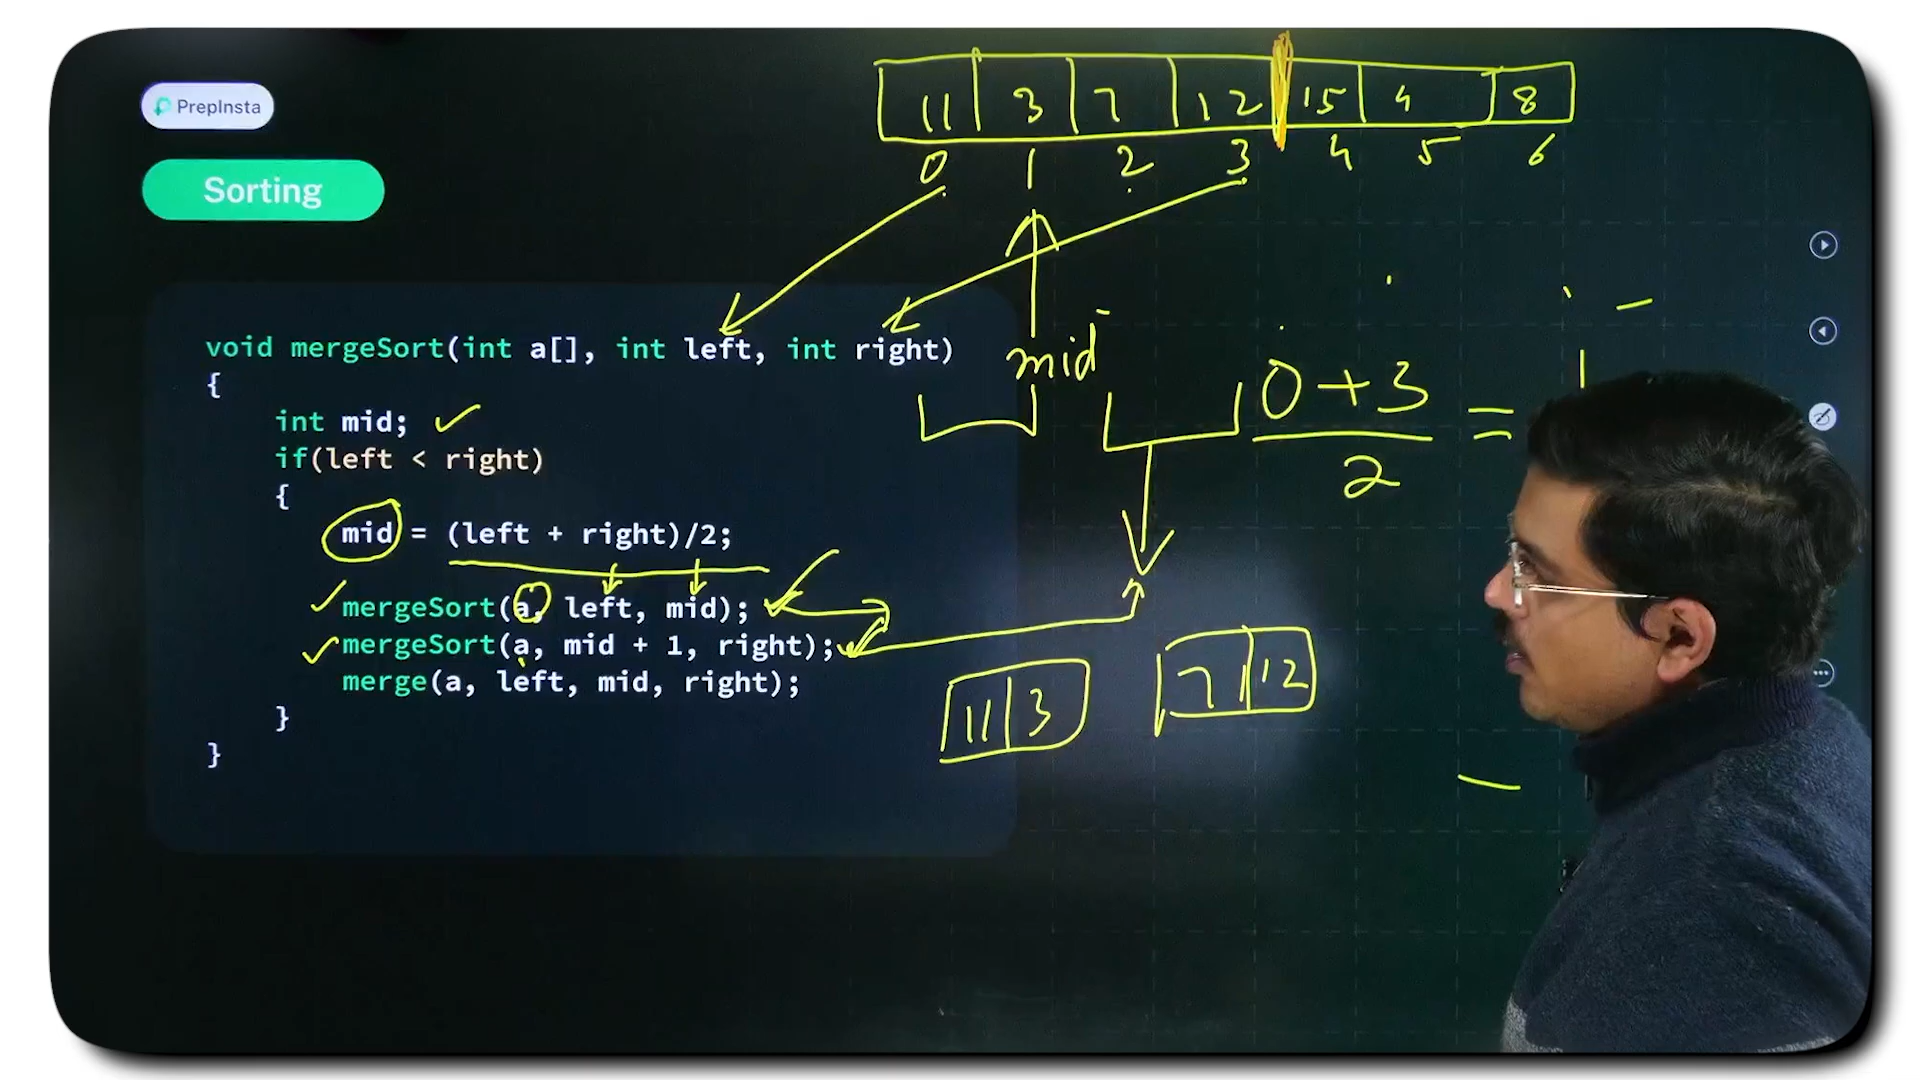 PrepInsta
Sorting
11 3 7 12 15 4 8
0 1 2 3 4 5 6
void mergeSort(int a[], int left, int right)
{
int mid;
if(left < right)
{
mid = (left + right)/2;
mergeSort(a, left, mid);
mergeSort(a, mid + 1, right);
merge(a, left, mid, right);
}
}
mid
0+3
2
=
11 3
7 12